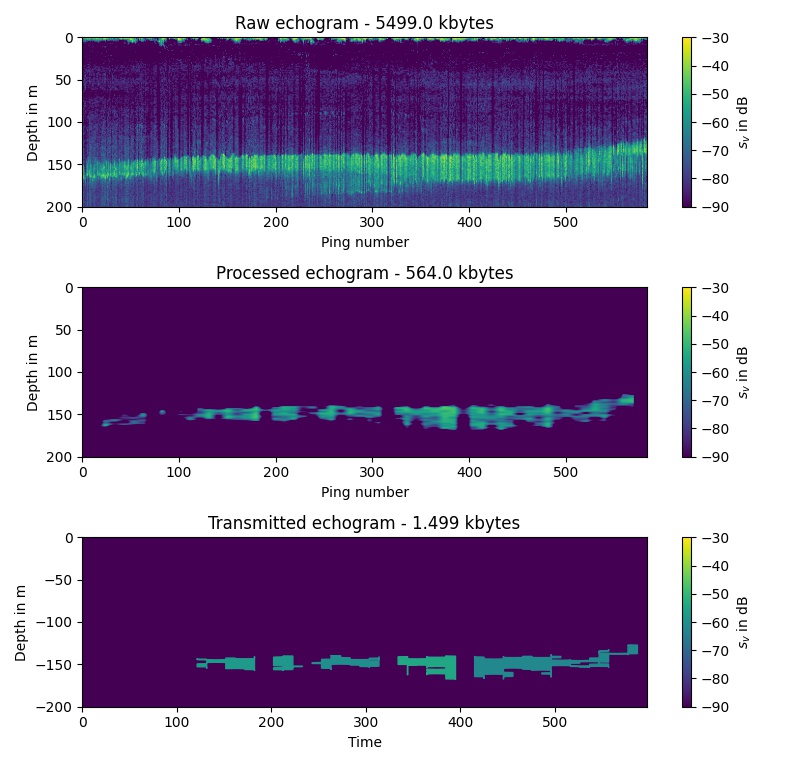 Raw echogram - 5499.0 kbytes
0
50
100
150
200
Depth in m
0 100 200 300 400 500
Ping number
−30
−40
−50
−60
−70
−80
−90
sv in dB
Processed echogram - 564.0 kbytes
0
50
100
150
200
Depth in m
0 100 200 300 400 500
Ping number
−30
−40
−50
−60
−70
−80
−90
sv in dB
Transmitted echogram - 1.499 kbytes
0
−50
−100
−150
−200
Depth in m
0 100 200 300 400 500
Time
−30
−40
−50
−60
−70
−80
−90
sv in dB